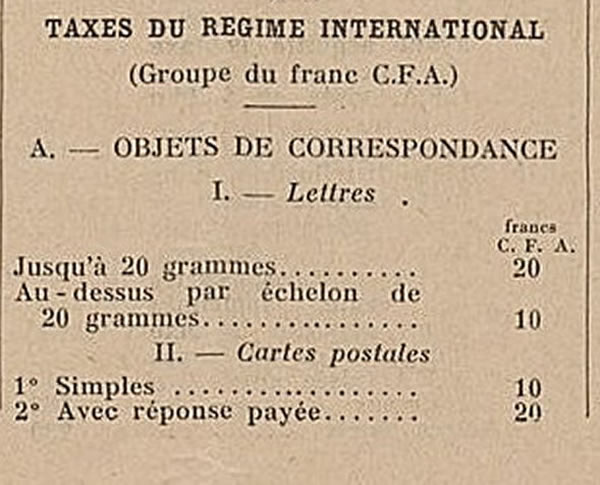 TAXES DU REGIME INTERNATIONAL
(Groupe du franc C.F.A.)
A. — OBJETS DE CORRESPONDANCE
I. — Lettres .
francs
C. F. A.
Jusqu'à 20 grammes.......... 20
Au-dessus par échelon de
20 grammes................ 10
II. — Cartes postales
1° Simples .................. 10
2° Avec réponse payée....... 20